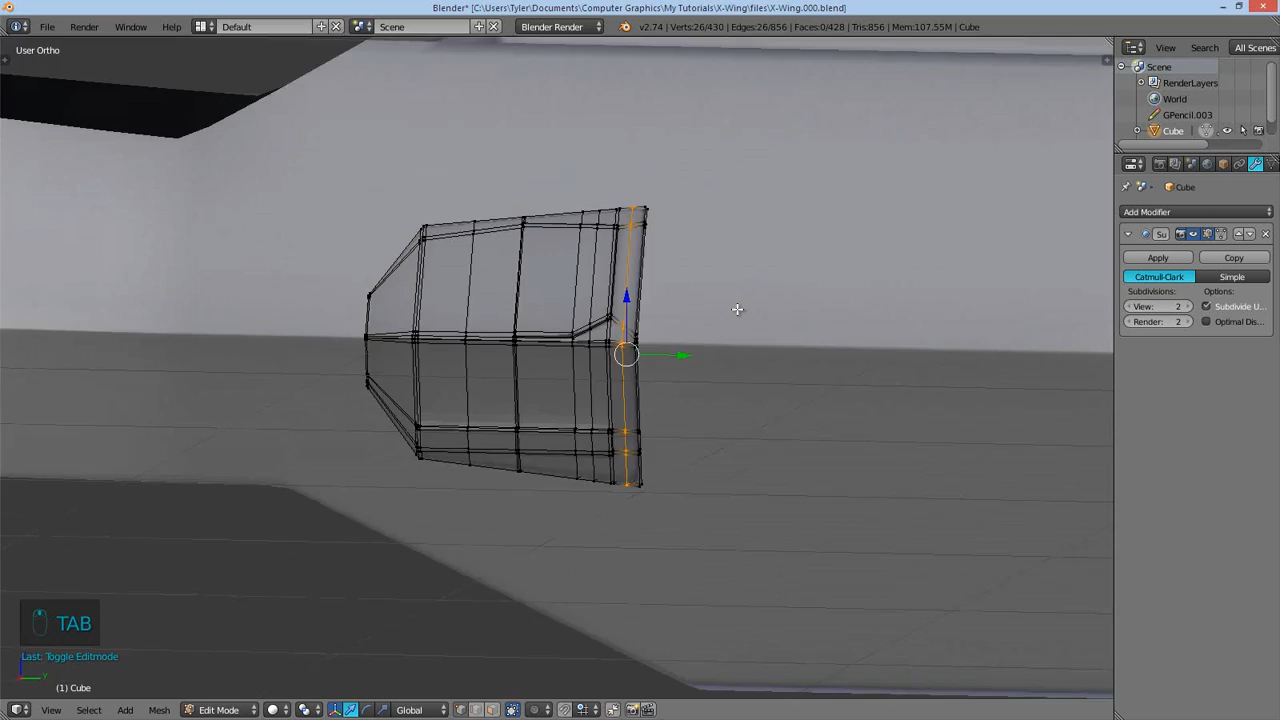 Blender* [C:\Users\Tyler\Documents\Computer Graphics\My Tutorials\X-Wing\files\X-Wing.000.blend]
File Render Window Help Default Scene Blender Render v2.74 | Verts:26/430 | Edges:26/856 | Faces:0/428 | Tris:856 | Mem:107.55M | Cube
User Ortho
View Search All Scenes
Scene
RenderLayers
World
GPencil.003
Cube
Cube
Add Modifier
Su
Apply Copy
Catmull-Clark Simple
Subdivisions: Options:
View: 2 Subdivide U
Render: 2 Optimal Dis...
TAB
Last: Toggle Editmode
Y
(1) Cube
View Select Add Mesh Edit Mode Global